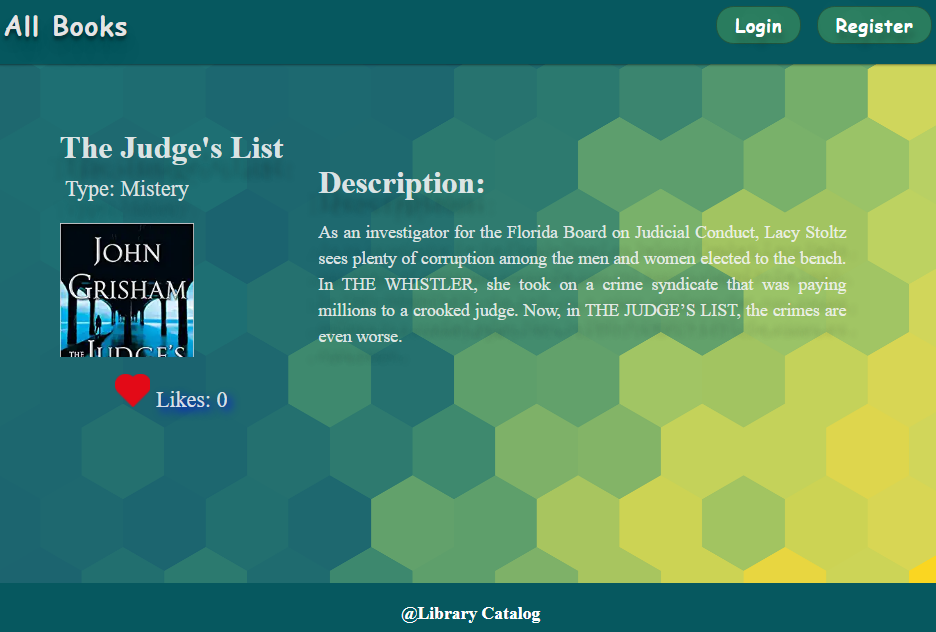 All Books
Login
Register
The Judge's List
Type: Mistery
JOHN
GRISHAM
THE JUDGE'S
Likes: 0
Description:
As an investigator for the Florida Board on Judicial Conduct, Lacy Stoltz
sees plenty of corruption among the men and women elected to the bench.
In THE WHISTLER, she took on a crime syndicate that was paying
millions to a crooked judge. Now, in THE JUDGE’S LIST, the crimes are
even worse.
@Library Catalog